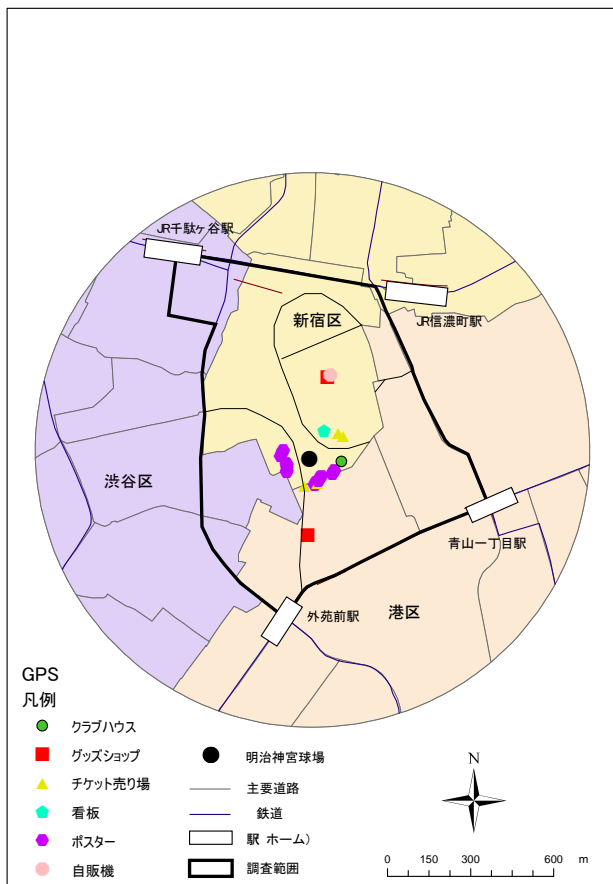 JR千駄ヶ谷駅
新宿区
JR信濃町駅
渋谷区
青山一丁目駅
外苑前駅
港区
GPS
凡例
クラブハウス
グッズショップ
チケット売り場
看板
ポスター
自販機
明治神宮球場
主要道路
鉄道
駅 ホーム）
調査範囲
N
0 150 300 600 m